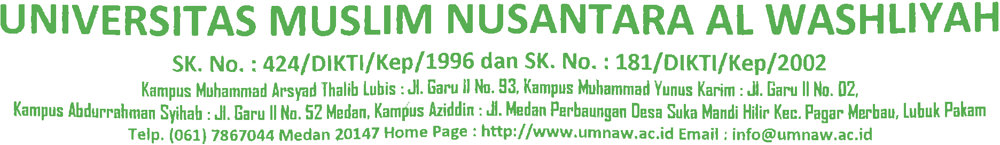 UNIVERSITAS MUSLIM NUSANTARA AL WASHLIYAH
SK. No. : 424/DIKTI/Kep/1996 dan SK. No. : 181/DIKTI/Kep/2002
Kampus Muhammad Arsyad Thalib Lubis : Jl. Garu II No. 93, Kampus Muhammad Yunus Karim : Jl. Garu II No. 02,
Kampus Abdurrahman Syihab : Jl. Garu II No. 52 Medan, Kampus Aziddin : Jl. Medan Perbaungan Desa Suka Mandi Hilir Kec. Pagar Merbau, Lubuk Pakam
Telp. (061) 7867044 Medan 20147 Home Page : http://www.umnaw.ac.id Email : info@umnaw.ac.id